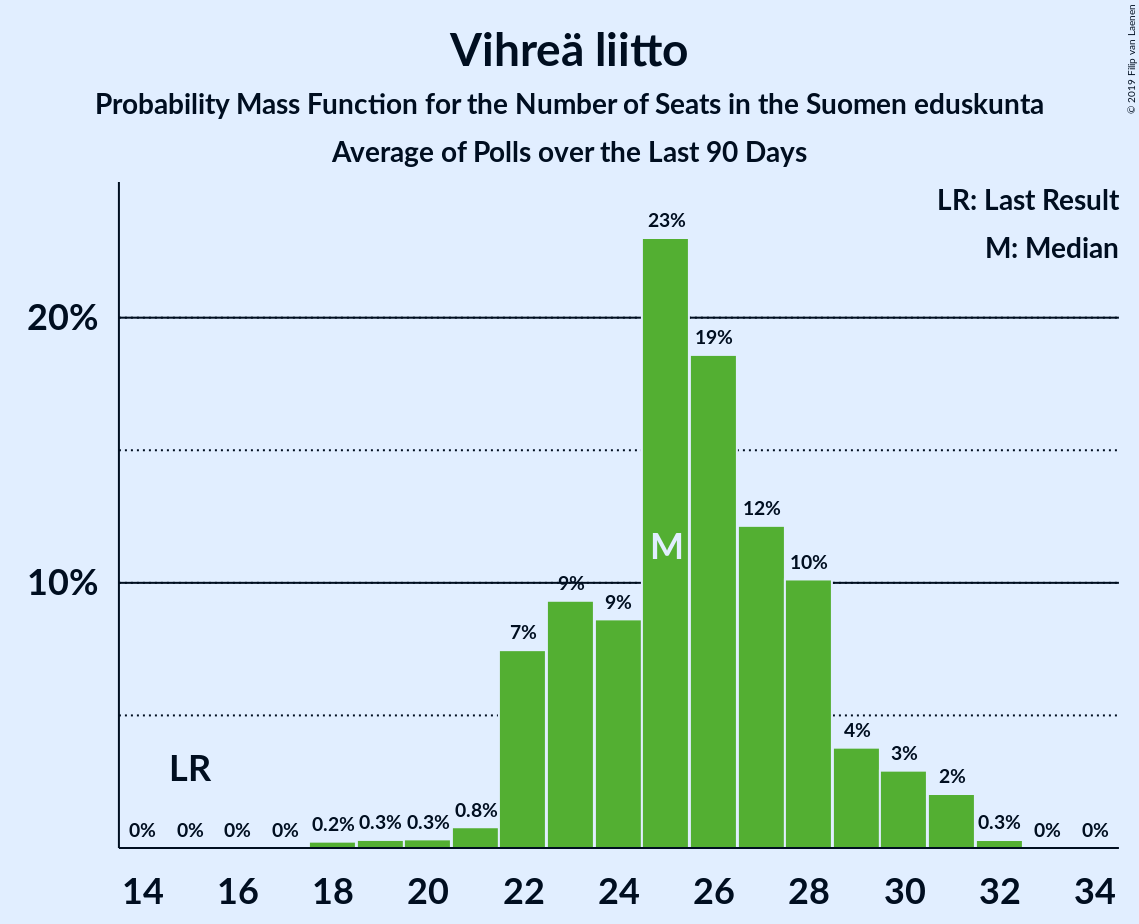 Vihreä liitto
Probability Mass Function for the Number of Seats in the Suomen eduskunta
Average of Polls over the Last 90 Days
© 2019 Filip van Laenen
LR: Last Result
M: Median
20%
10%
LR
M
0%
0%
0%
0%
0.2%
0.3%
0.3%
0.8%
7%
9%
9%
23%
19%
12%
10%
4%
3%
2%
0.3%
0%
0%
14 16 18 20 22 24 26 28 30 32 34